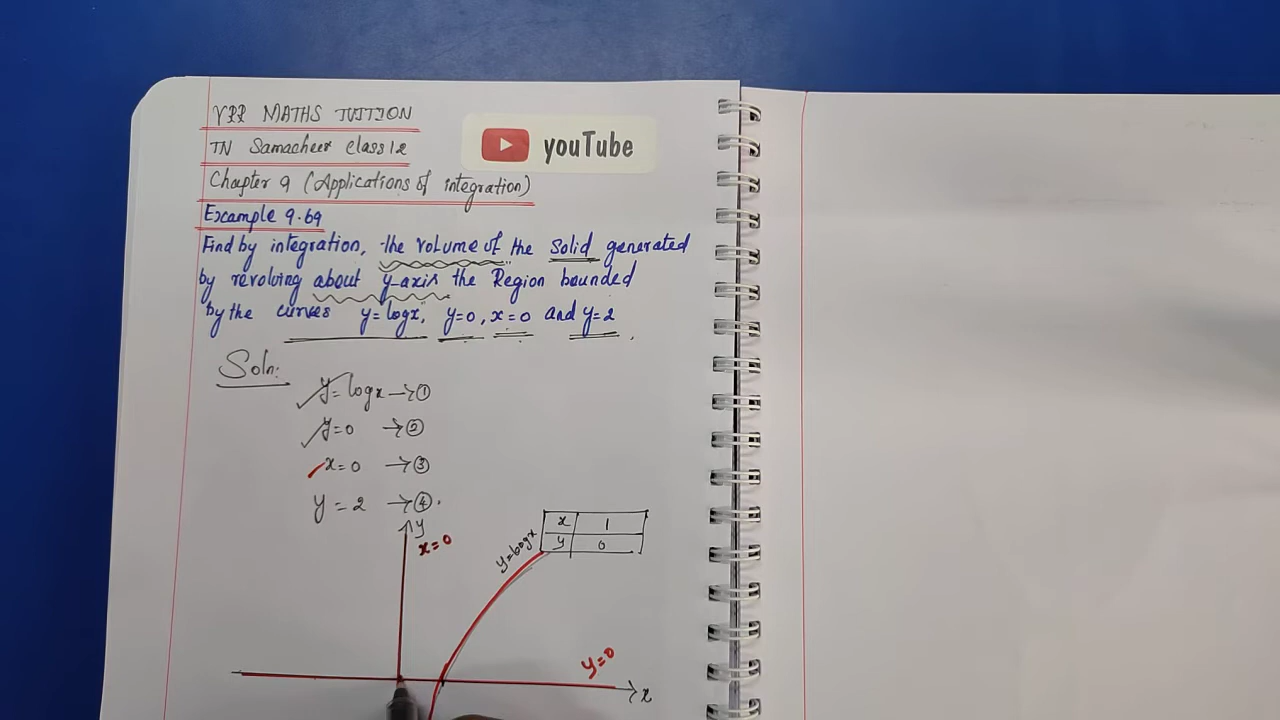 VRR MATHS TUITION
TN Samacheer class 12
Chapter 9 (Applications of integration)
Example 9.69
Find by integration, the volume of the Solid generated
by revolving about y-axis the Region bounded
by the curves y=logx, y=0, x=0 and y=2.
Soln:
y=logx → ①
y=0 → ②
x=0 → ③
y=2 → ④.
y
x=0
y=logx
x 1
y 0
y=0
x
youTube